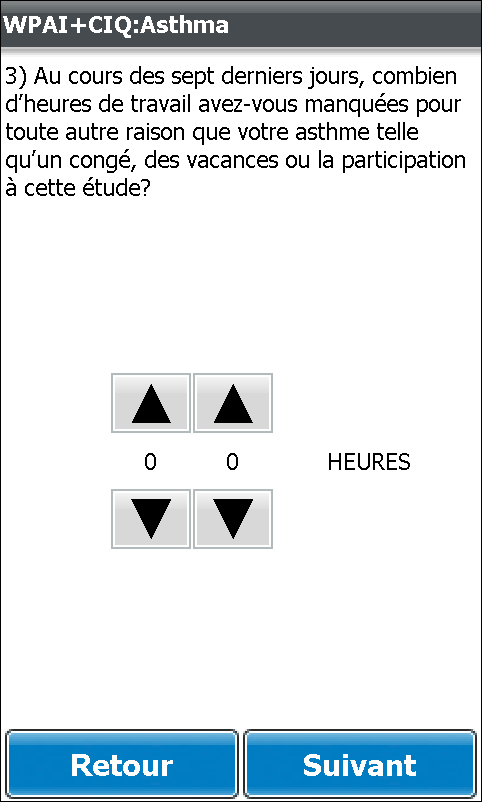 WPAI+CIQ:Asthma
3) Au cours des sept derniers jours, combien
d’heures de travail avez-vous manquées pour
toute autre raison que votre asthme telle
qu’un congé, des vacances ou la participation
à cette étude?
0 0 HEURES
Retour Suivant